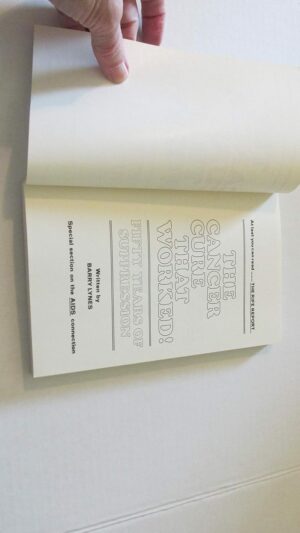 At last you can read ... THE RIFE REPORT
THE
CANCER
CURE
THAT
WORKED!
FIFTY YEARS OF
SUPPRESSION
Written by
BARRY LYNES
Special section on the AIDS connection